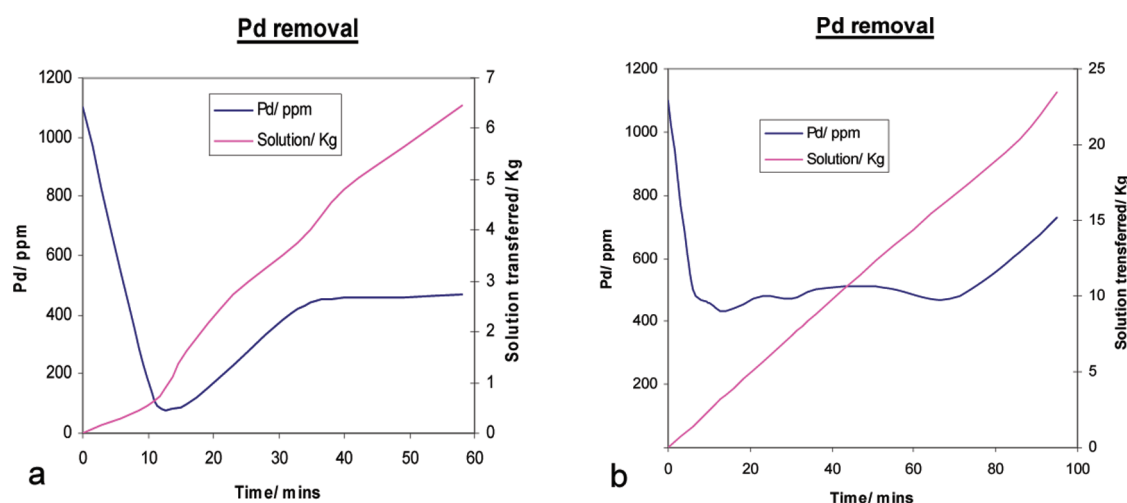 Pd removal
1200
1000
800
600
400
200
0
Pd/ ppm
Pd/ ppm
Solution/ Kg
7
6
5
4
3
2
1
0
Solution transferred/ Kg
0 10 20 30 40 50 60
Time/ mins
a
Pd removal
1200
1000
800
600
400
200
Pd/ ppm
Pd/ ppm
Solution/ Kg
25
20
15
10
5
0
Solution transferred/ Kg
0 20 40 60 80 100
Time/ mins
b